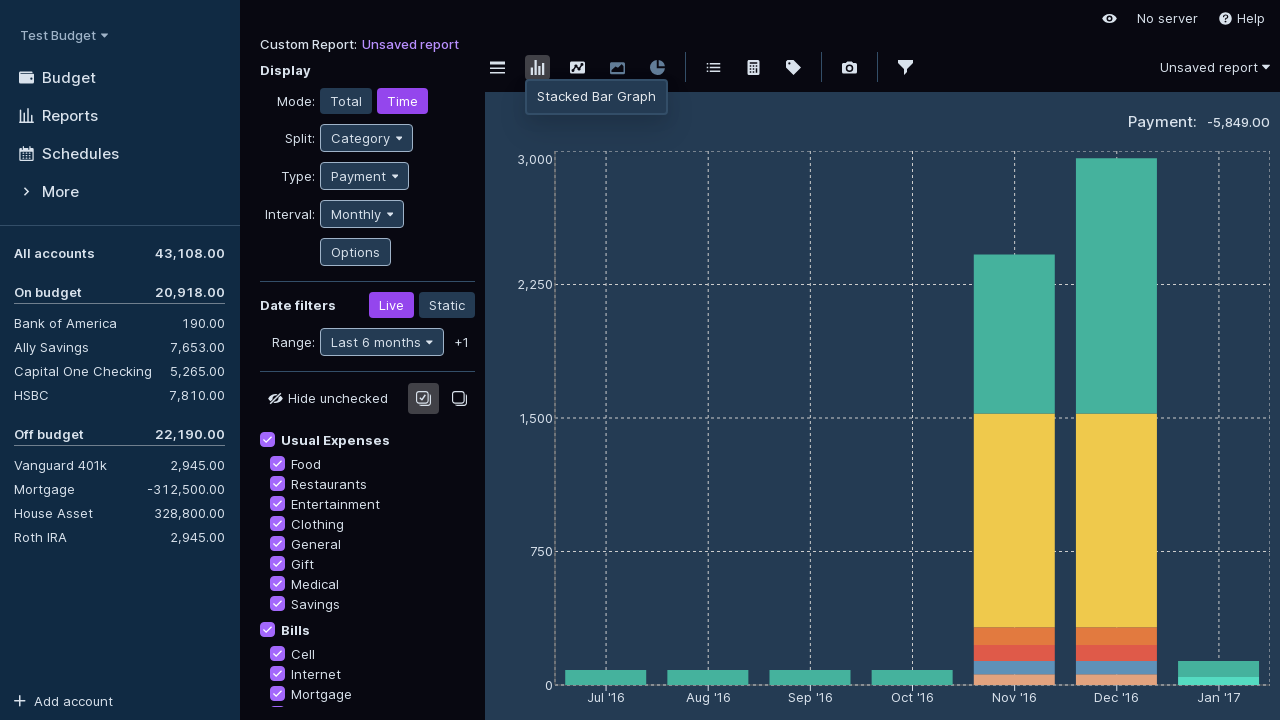 Test Budget
Budget
Reports
Schedules
More
All accounts 43,108.00
On budget 20,918.00
Bank of America 190.00
Ally Savings 7,653.00
Capital One Checking 5,265.00
HSBC 7,810.00
Off budget 22,190.00
Vanguard 401k 2,945.00
Mortgage -312,500.00
House Asset 328,800.00
Roth IRA 2,945.00
Add account
No server
Help
Custom Report: Unsaved report
Display
Mode: Total Time
Split: Category
Type: Payment
Interval: Monthly
Options
Date filters Live Static
Range: Last 6 months +1
Hide unchecked
Usual Expenses
Food
Restaurants
Entertainment
Clothing
General
Gift
Medical
Savings
Bills
Cell
Internet
Mortgage
Unsaved report
Stacked Bar Graph
Payment: -5,849.00
3,000
2,250
1,500
750
0
Jul '16 Aug '16 Sep '16 Oct '16 Nov '16 Dec '16 Jan '17